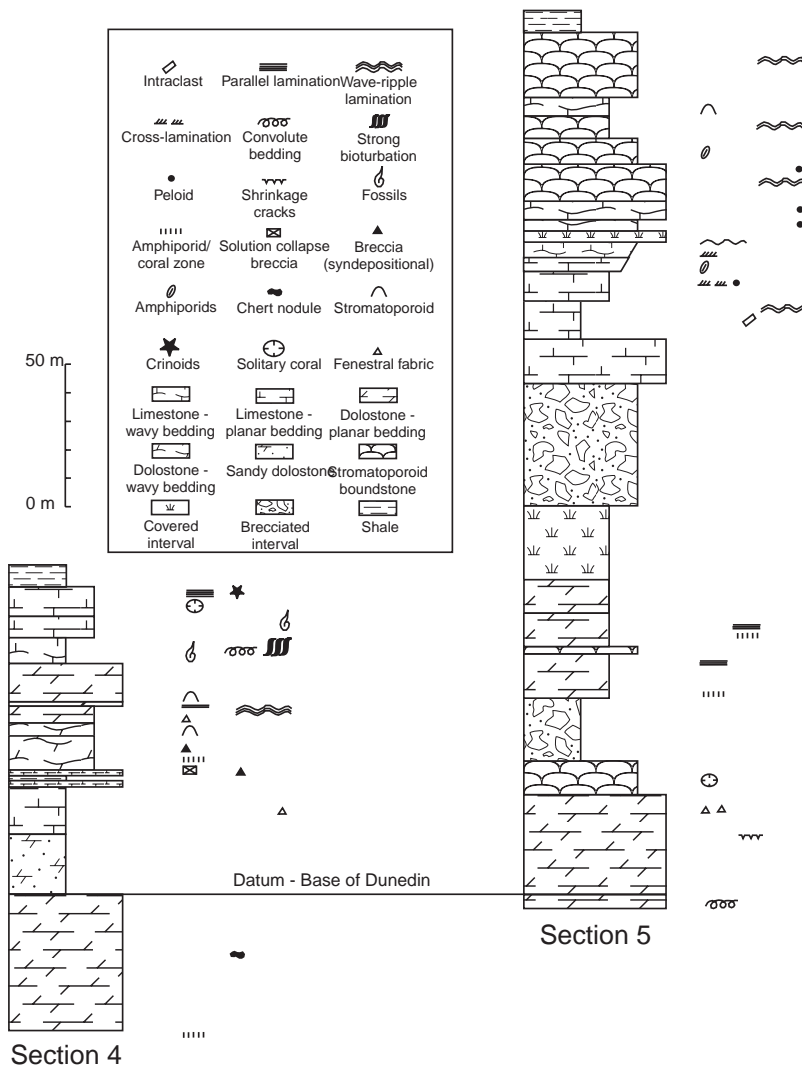 Intraclast
Parallel lamination
Wave-ripple
lamination
Cross-lamination
Convolute
bedding
Strong
bioturbation
Peloid
Shrinkage
cracks
Fossils
Amphiporid/
coral zone
Solution collapse
breccia
Breccia
(syndepositional)
Amphiporids
Chert nodule
Stromatoporoid
Crinoids
Solitary coral
Fenestral fabric
Limestone -
wavy bedding
Limestone -
planar bedding
Dolostone -
planar bedding
Dolostone -
wavy bedding
Sandy dolostone
Stromatoporoid
boundstone
Covered
interval
Brecciated
interval
Shale
50 m
0 m
Datum - Base of Dunedin
Section 5
Section 4